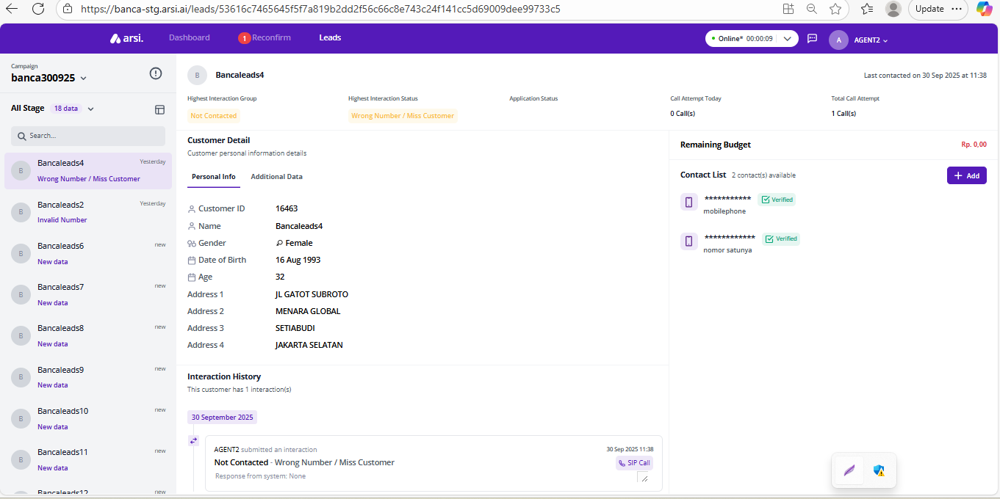 https://banca-stg.arsi.ai/leads/53616c7465645f5f7a819b2dd2f56c66c8e743c24f141cc5d69009dee99733c5
Update
arsi.
Dashboard
1 Reconfirm
Leads
Online* 00:00:09
A
AGENT2
Campaign
banca300925
All Stage 18 data
Search...
B
Bancaleads4
Yesterday
Wrong Number / Miss Customer
B
Bancaleads2
Yesterday
Invalid Number
B
Bancaleads6
new
New data
B
Bancaleads7
new
New data
B
Bancaleads8
new
New data
B
Bancaleads9
new
New data
B
Bancaleads10
new
New data
B
Bancaleads11
new
New data
Bancaleads12
new
B
Bancaleads4
Last contacted on 30 Sep 2025 at 11:38
Highest Interaction Group
Not Contacted
Highest Interaction Status
Wrong Number / Miss Customer
Application Status
Call Attempt Today
0 Call(s)
Total Call Attempt
1 Call(s)
Customer Detail
Customer personal information details
Personal Info
Additional Data
Customer ID 16463
Name Bancaleads4
Gender Female
Date of Birth 16 Aug 1993
Age 32
Address 1 JL GATOT SUBROTO
Address 2 MENARA GLOBAL
Address 3 SETIABUDI
Address 4 JAKARTA SELATAN
Interaction History
This customer has 1 interaction(s)
30 September 2025
AGENT2 submitted an interaction
30 Sep 2025 11:38
Not Contacted - Wrong Number / Miss Customer
SIP Call
Response from system: None
Remaining Budget
Rp. 0,00
Contact List 2 contact(s) available
+ Add
*********** Verified
mobilephone
************ Verified
nomor satunya